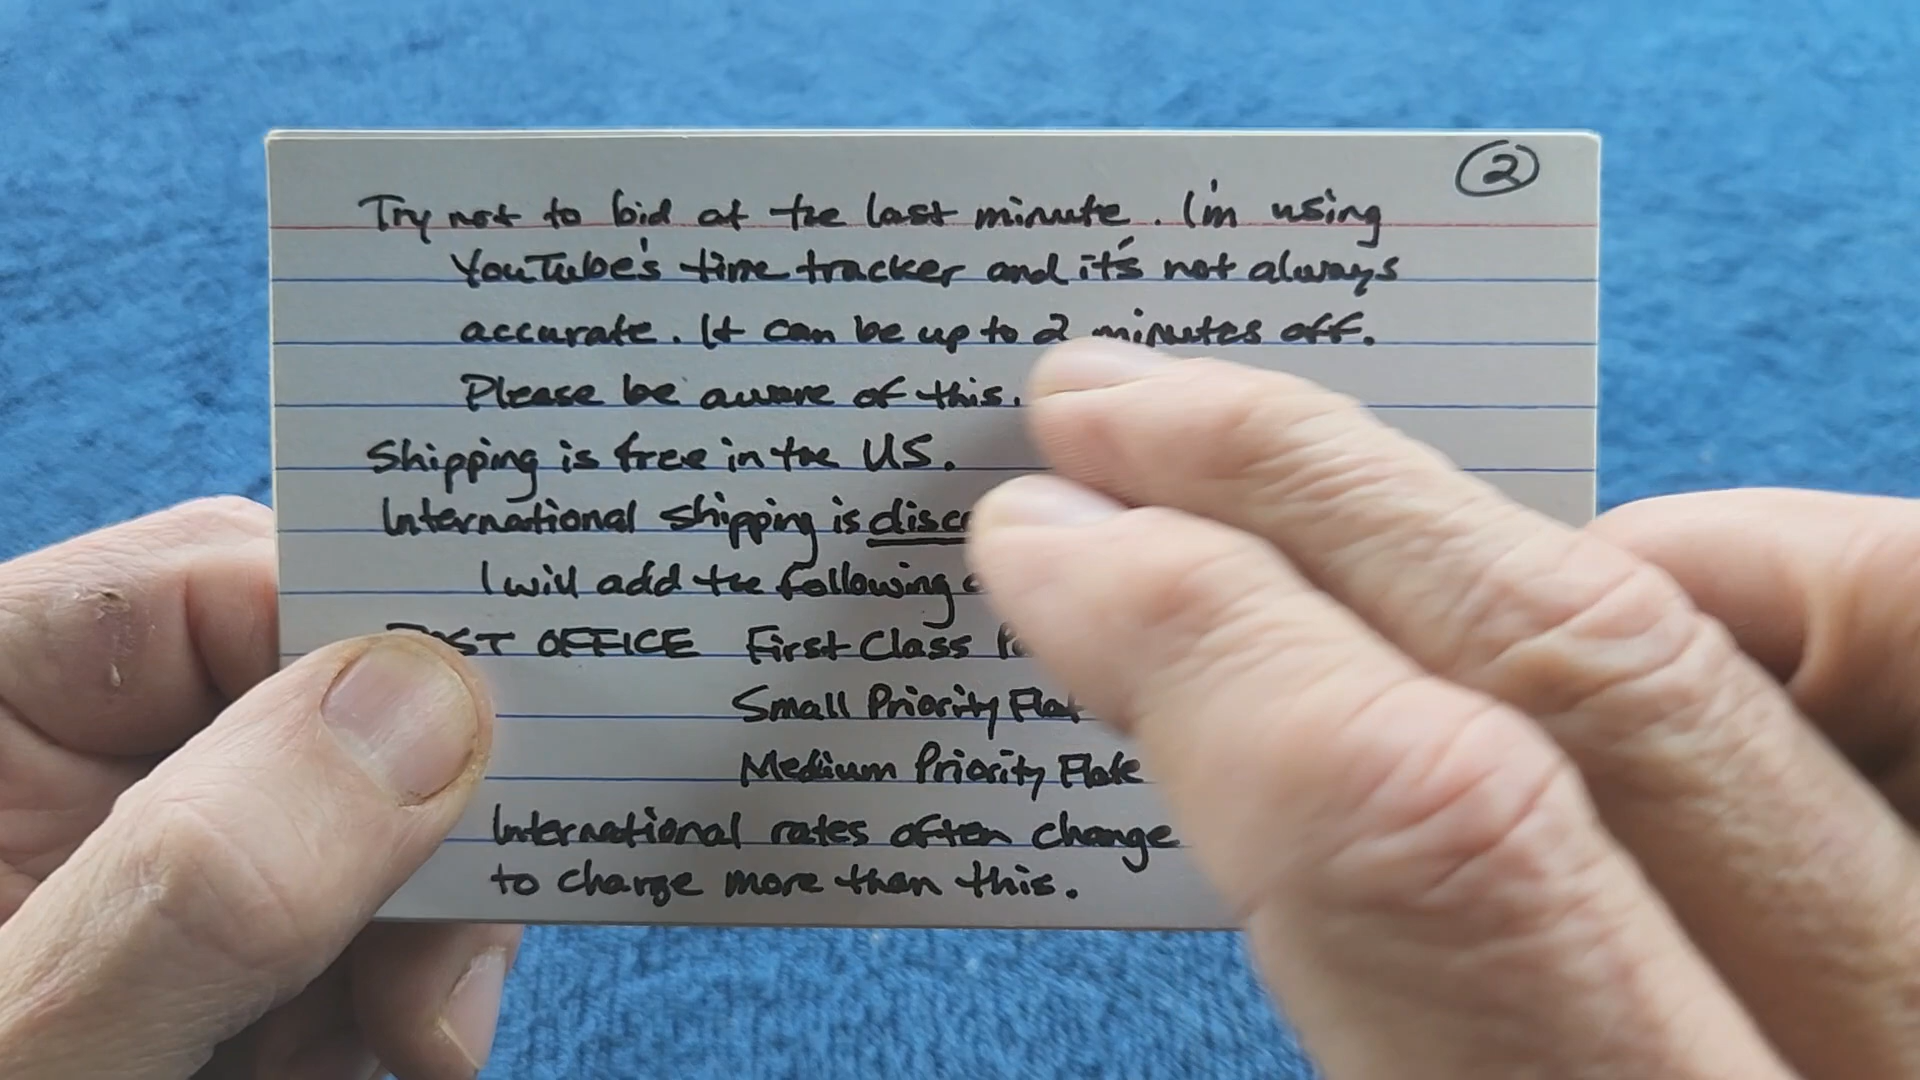 2
Try not to bid at the last minute. I'm using
YouTube's time tracker and it's not always
accurate. It can be up to 2 minutes off.
Please be aware of this.
Shipping is free in the US.
International shipping is
I will add the following
POST OFFICE First Class
Small Priority Flat
Medium Priority Flate
International rates often change
to charge more than this.